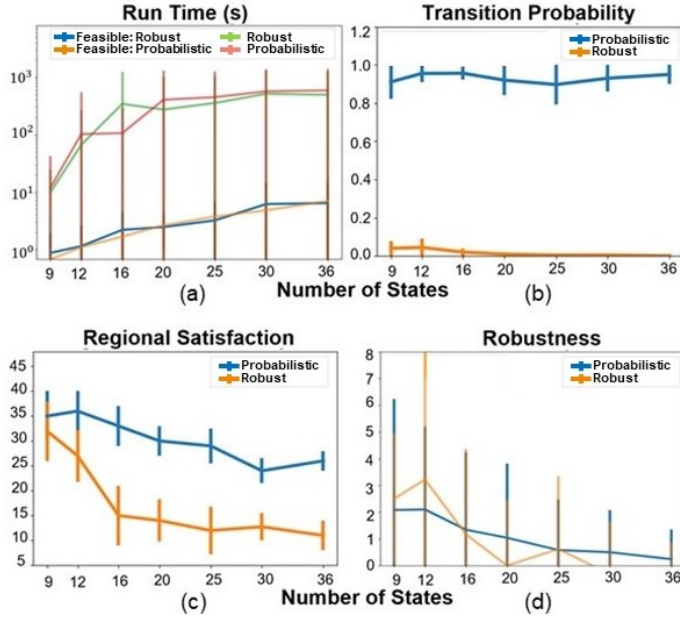 Run Time (s)
Feasible: Robust
Robust
Feasible: Probabilistic
Probabilistic
10³
10²
10¹
10⁰
9 12 16 20 25 30 36
(a)
Transition Probability
Probabilistic
Robust
1.2
1.0
0.8
0.6
0.4
0.2
0.0
9 12 16 20 25 30 36
(b)
Number of States
Regional Satisfaction
Probabilistic
Robust
45
40
35
30
25
20
15
10
5
9 12 16 20 25 30 36
(c)
Robustness
Probabilistic
Robust
8
7
6
5
4
3
2
1
0
9 12 16 20 25 30 36
(d)
Number of States